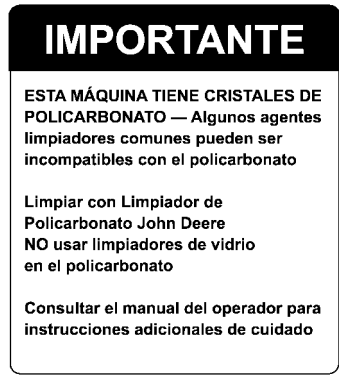 IMPORTANTE
ESTA MÁQUINA TIENE CRISTALES DE
POLICARBONATO — Algunos agentes
limpiadores comunes pueden ser
incompatibles con el policarbonato
Limpiar con Limpiador de
Policarbonato John Deere
NO usar limpiadores de vidrio
en el policarbonato
Consultar el manual del operador para
instrucciones adicionales de cuidado